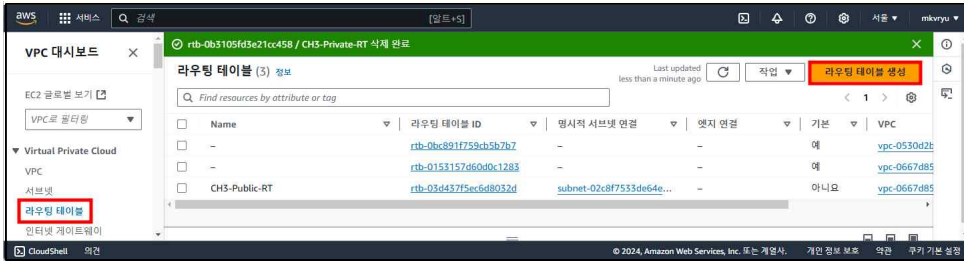 aws 서비스 검색 [알트+S] 서울 ▼ mkvryu ▼
VPC 대시보드 ×
rtb-0b3105fd3e21cc458 / CH3-Private-RT 삭제 완료
라우팅 테이블 (3) 정보
Last updated
less than a minute ago
작업 ▼
라우팅 테이블 생성
EC2 글로벌 보기
Find resources by attribute or tag
1
VPC로 필터링 ▼
Name 라우팅 테이블 ID 명시적 서브넷 연결 엣지 연결 기본 VPC
– rtb-0bc891f759cb5b7b7 – – 예 vpc-0530d2b
– rtb-0153157d60d0c1283 – – 예 vpc-0667d85
CH3-Public-RT rtb-03d437f5ec6d8032d subnet-02c8f7533de64e... – 아니요 vpc-0667d85
▼ Virtual Private Cloud
VPC
서브넷
라우팅 테이블
인터넷 게이트웨이
CloudShell 의견 © 2024, Amazon Web Services, Inc. 또는 계열사. 개인 정보 보호 약관 쿠키 기본 설정